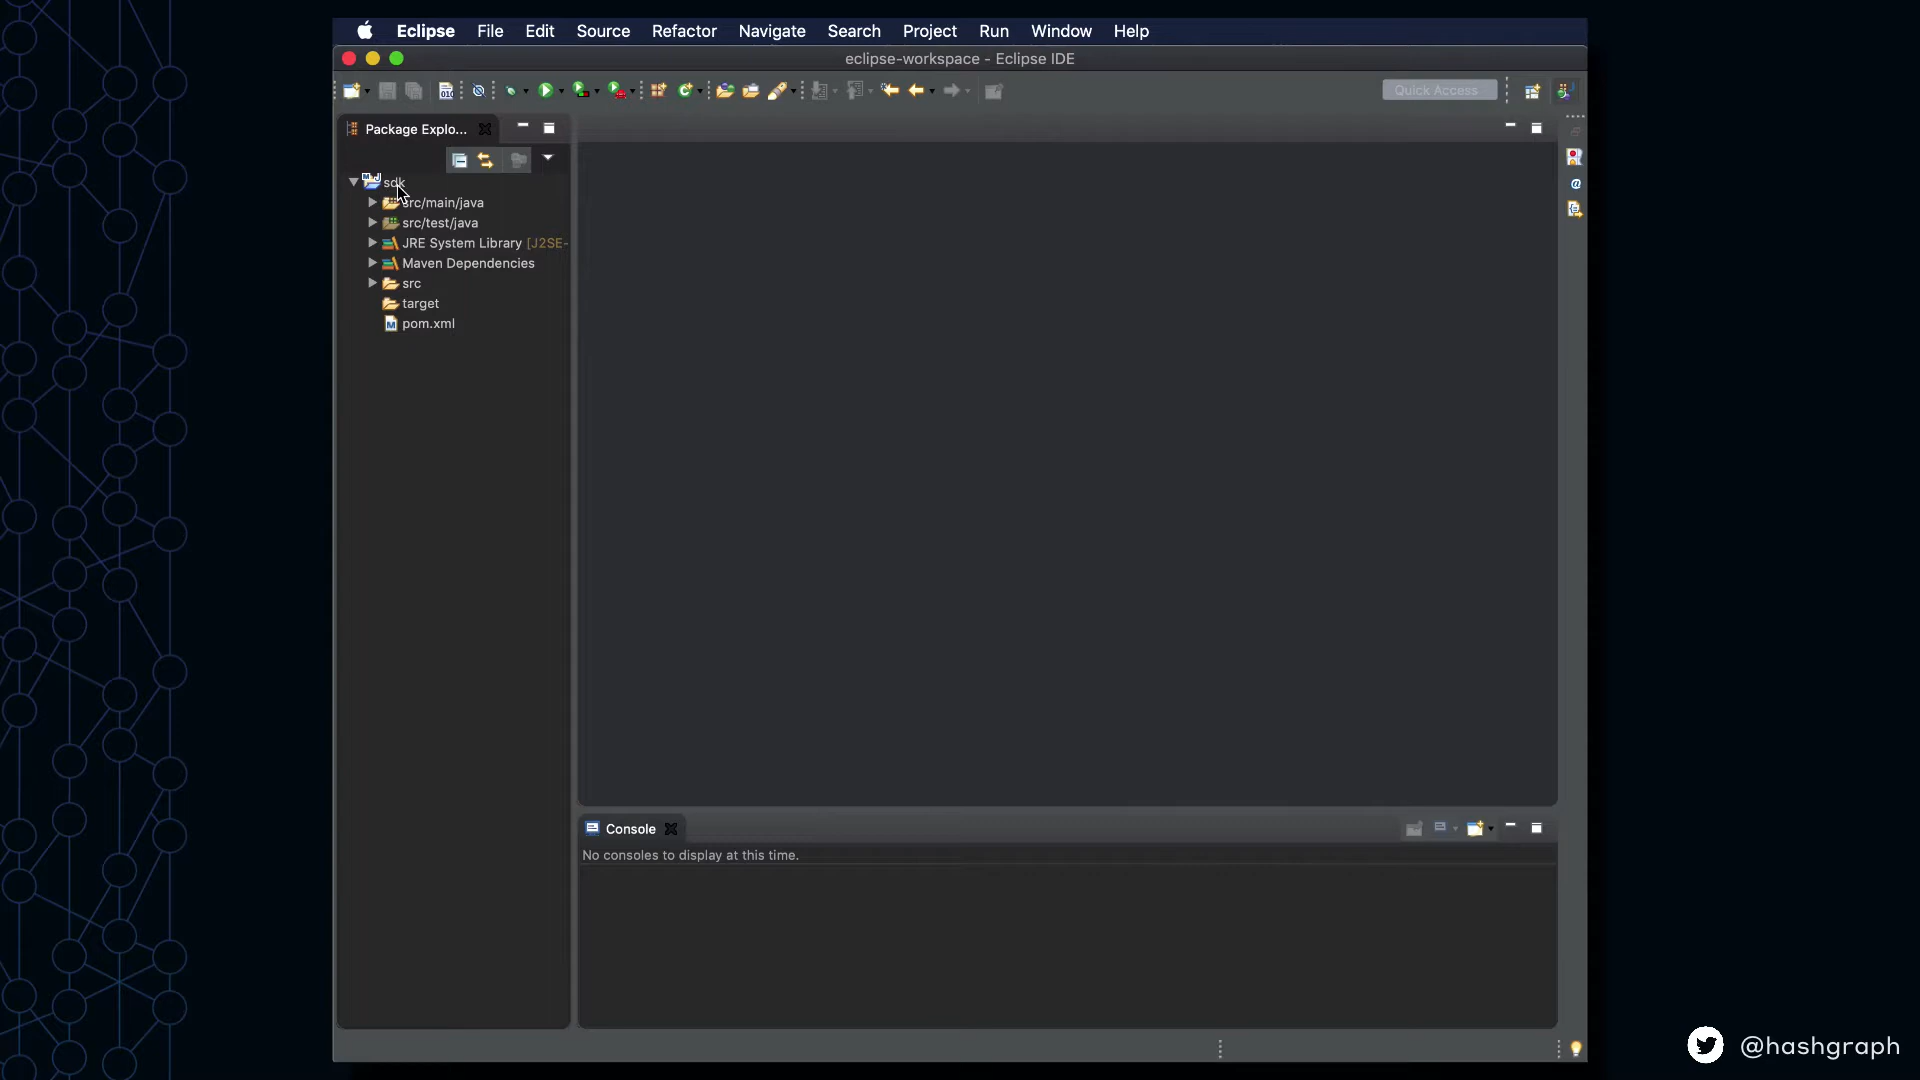 Eclipse File Edit Source Refactor Navigate Search Project Run Window Help
eclipse-workspace - Eclipse IDE
Quick Access
Package Explo...
sdk
src/main/java
src/test/java
JRE System Library [J2SE-
Maven Dependencies
src
target
pom.xml
Console
No consoles to display at this time.
@hashgraph